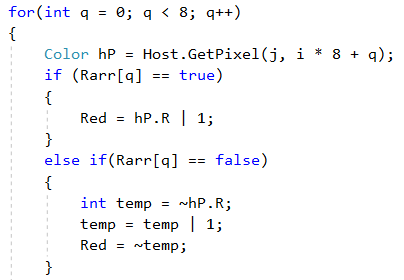 for(int q = 0; q < 8; q++)
{
Color hP = Host.GetPixel(j, i * 8 + q);
if (Rarr[q] == true)
{
Red = hP.R | 1;
}
else if(Rarr[q] == false)
{
int temp = ~hP.R;
temp = temp | 1;
Red = ~temp;
}